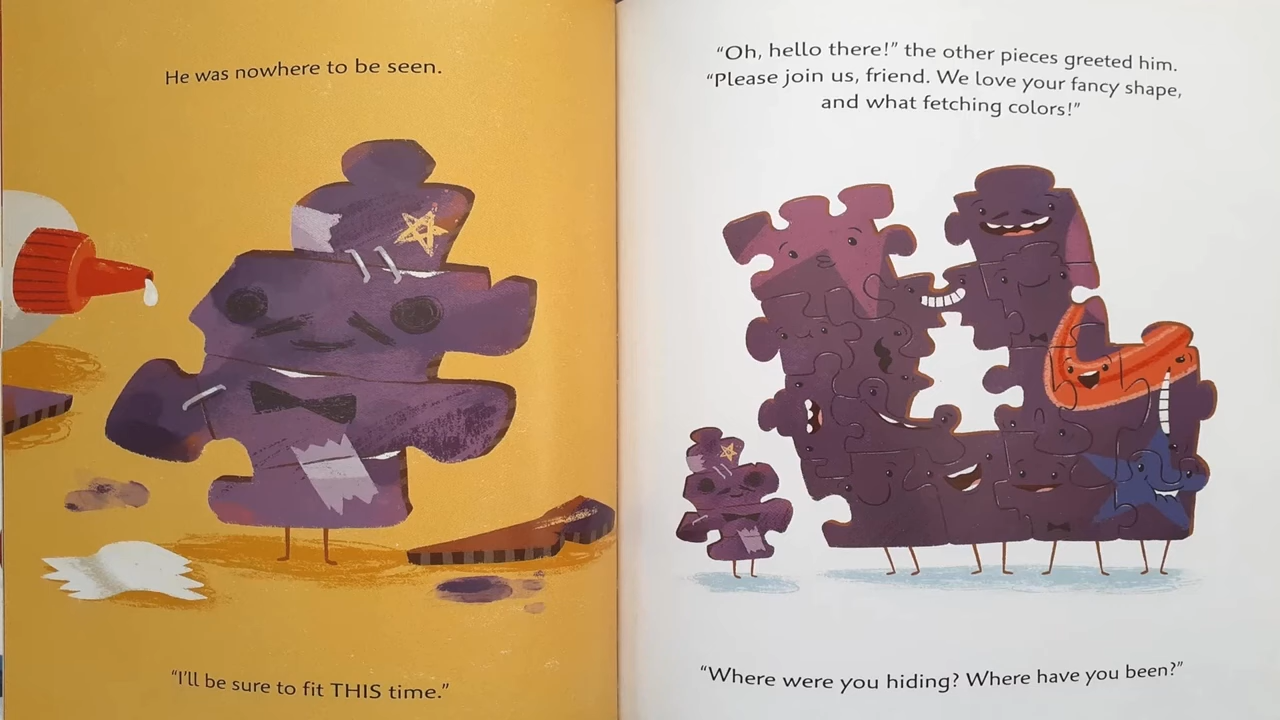 He was nowhere to be seen.
“I’ll be sure to fit THIS time.”
“Oh, hello there!” the other pieces greeted him.
“Please join us, friend. We love your fancy shape,
and what fetching colors!”
“Where were you hiding? Where have you been?”